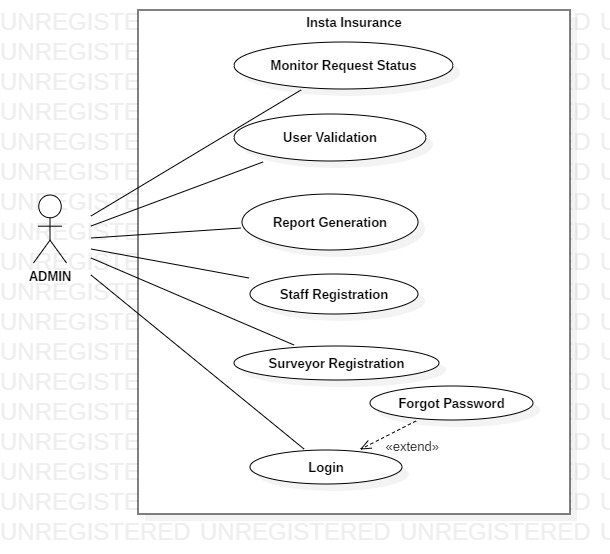 Insta Insurance
Monitor Request Status
User Validation
Report Generation
ADMIN
Staff Registration
Surveyor Registration
Forgot Password
«extend»
Login
UNREGISTERED UNREGISTERED UNREGISTERED U